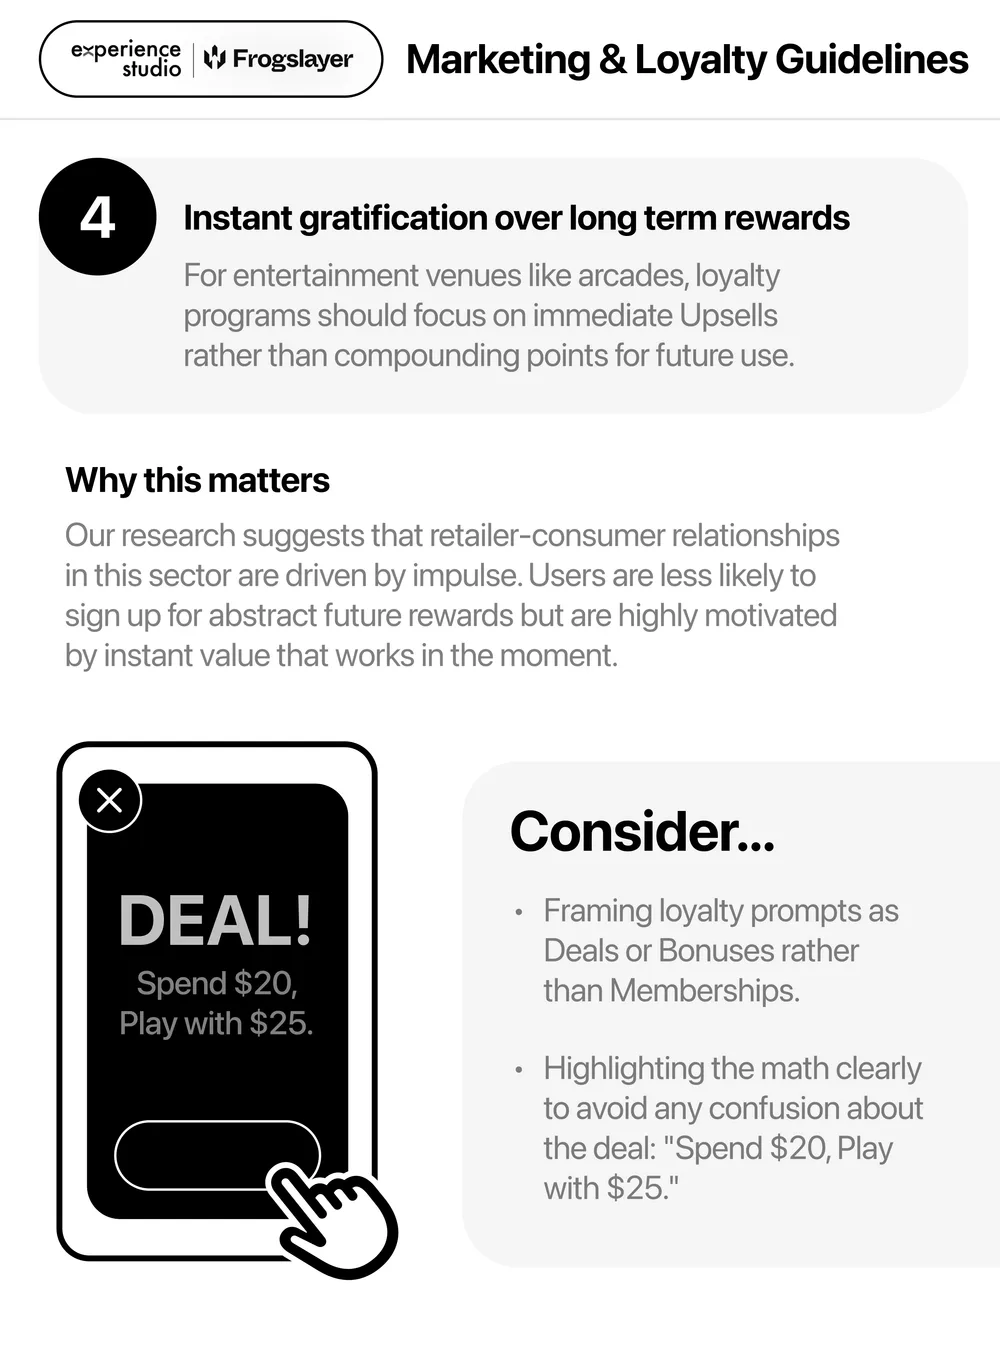 experience
studio
Frogslayer
Marketing & Loyalty Guidelines
4
Instant gratification over long term rewards
For entertainment venues like arcades, loyalty
programs should focus on immediate Upsells
rather than compounding points for future use.
Why this matters
Our research suggests that retailer-consumer relationships
in this sector are driven by impulse. Users are less likely to
sign up for abstract future rewards but are highly motivated
by instant value that works in the moment.
DEAL!
Spend $20,
Play with $25.
Consider...
• Framing loyalty prompts as
Deals or Bonuses rather
than Memberships.
• Highlighting the math clearly
to avoid any confusion about
the deal: "Spend $20, Play
with $25."